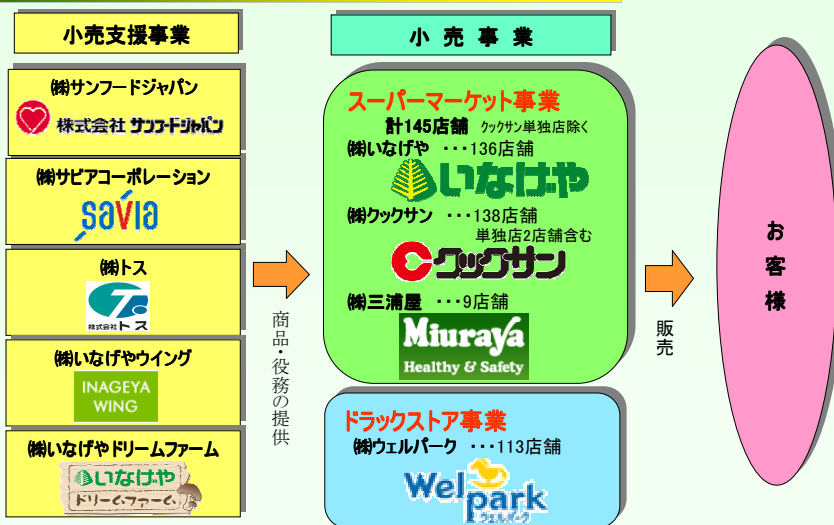 小売支援事業
㈱サンフードジャパン
株式会社 サンフードジャパン
㈱サビアコーポレーション
savia
㈱トス
株式会社トス
㈱いなげやウイング
INAGEYA
WING
㈱いなげやドリームファーム
いなげや
ドリームファーム
商品・役務の提供
小売事業
スーパーマーケット事業
計145店舗 クックサン単独店除く
㈱いなげや ・・・136店舗
いなげや
㈱クックサン ・・・138店舗
単独店2店舗含む
クックサン
㈱三浦屋 ・・・9店舗
Miuraya
Healthy & Safety
ドラックストア事業
㈱ウェルパーク ・・・113店舗
Welpark
ウェルパーク
販売
お客様